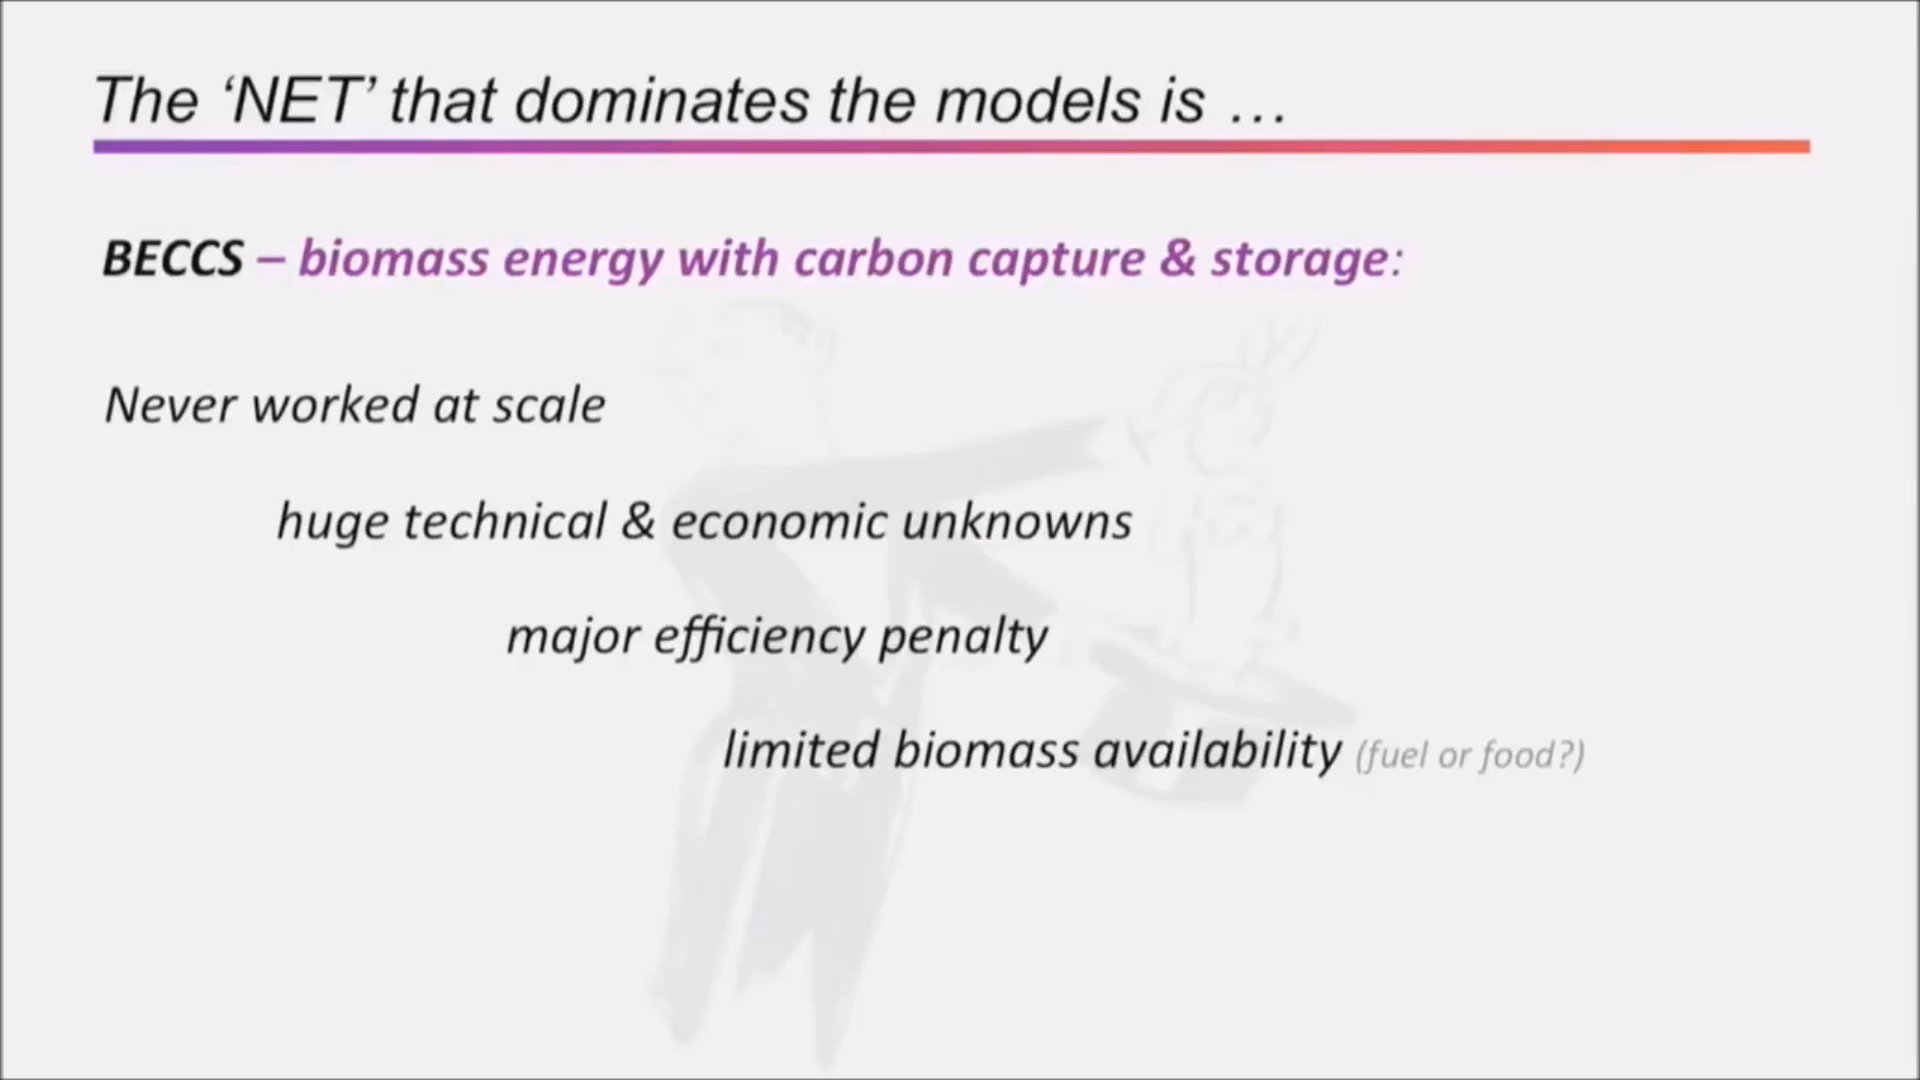 The ‘NET’ that dominates the models is …
BECCS – biomass energy with carbon capture & storage:
Never worked at scale
huge technical & economic unknowns
major efficiency penalty
limited biomass availability (fuel or food?)